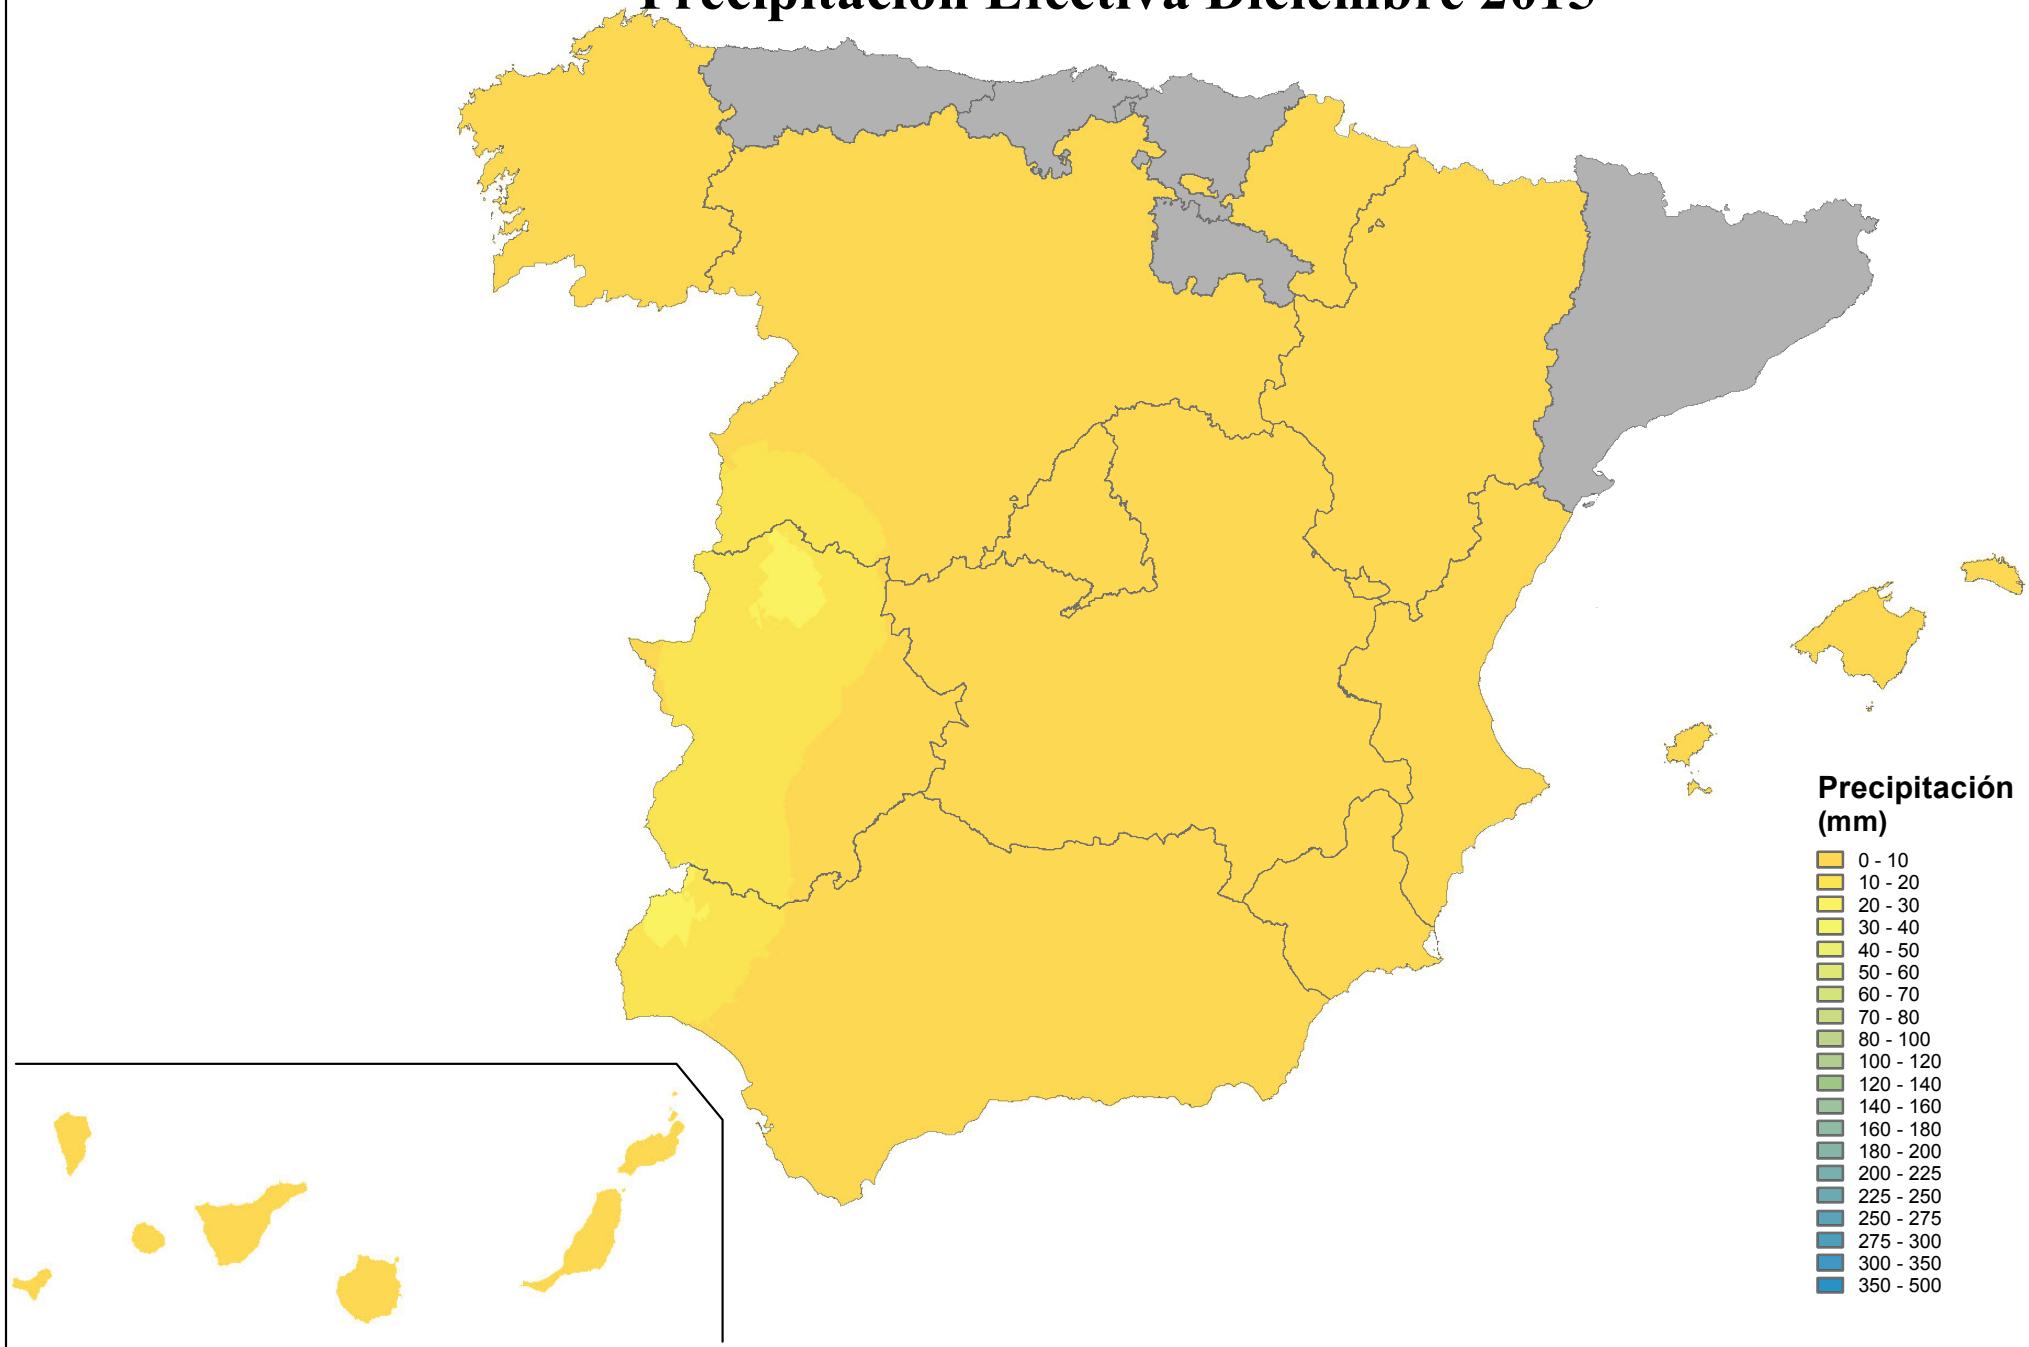 Precipitación Efectiva Diciembre 2015
Precipitación
(mm)
0 - 10
10 - 20
20 - 30
30 - 40
40 - 50
50 - 60
60 - 70
70 - 80
80 - 100
100 - 120
120 - 140
140 - 160
160 - 180
180 - 200
200 - 225
225 - 250
250 - 275
275 - 300
300 - 350
350 - 500